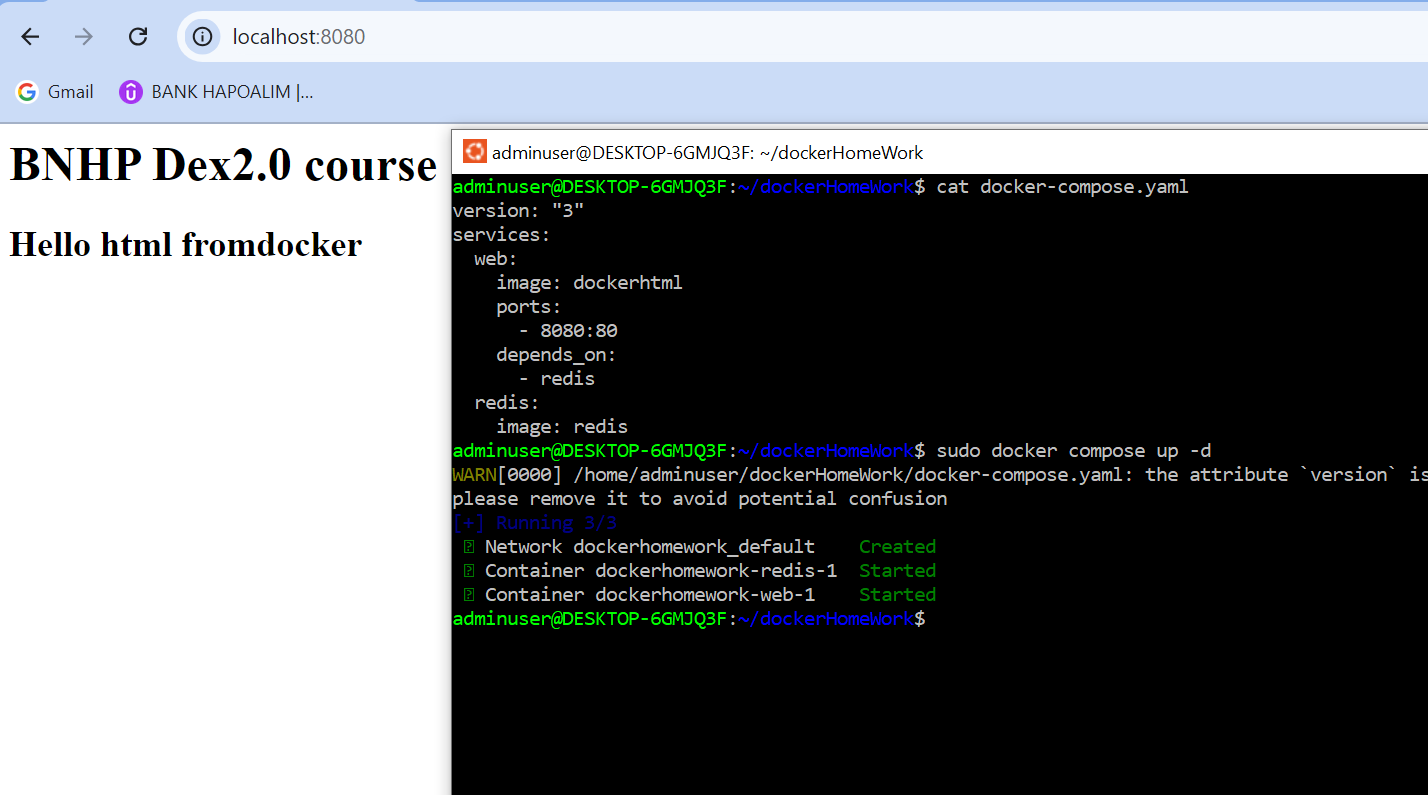 localhost:8080
Gmail
BANK HAPOALIM |...
BNHP Dex2.0 course
Hello html fromdocker
adminuser@DESKTOP-6GMJQ3F: ~/dockerHomeWork
adminuser@DESKTOP-6GMJQ3F:~/dockerHomeWork$ cat docker-compose.yaml
version: "3"
services:
  web:
    image: dockerhtml
    ports:
      - 8080:80
    depends_on:
      - redis
  redis:
    image: redis
adminuser@DESKTOP-6GMJQ3F:~/dockerHomeWork$ sudo docker compose up -d
WARN[0000] /home/adminuser/dockerHomeWork/docker-compose.yaml: the attribute `version` is
please remove it to avoid potential confusion
[+] Running 3/3
Network dockerhomework_default    Created
Container dockerhomework-redis-1  Started
Container dockerhomework-web-1    Started
adminuser@DESKTOP-6GMJQ3F:~/dockerHomeWork$